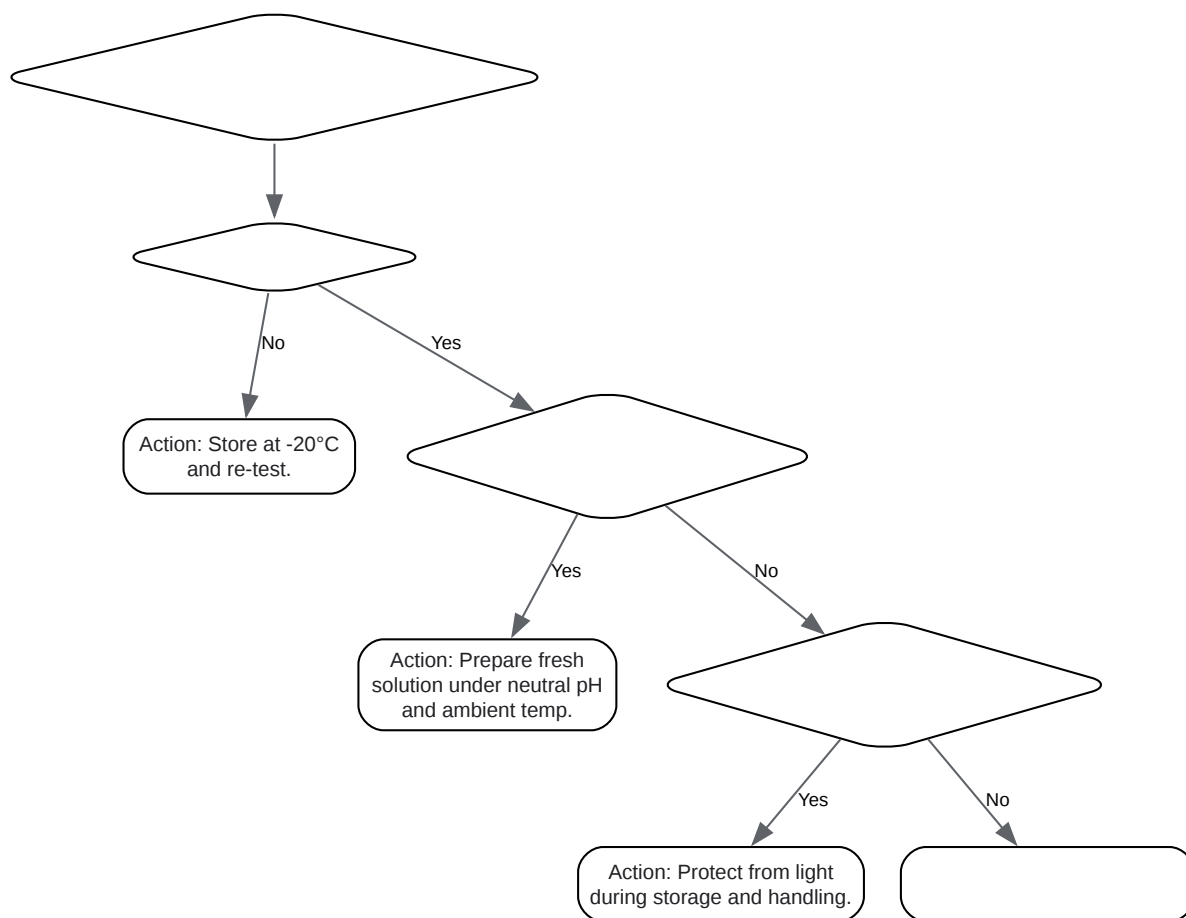 No
Yes
Action: Store at -20°C
and re-test.
Yes
No
Action: Prepare fresh
solution under neutral pH
and ambient temp.
Yes
No
Action: Protect from light
during storage and handling.